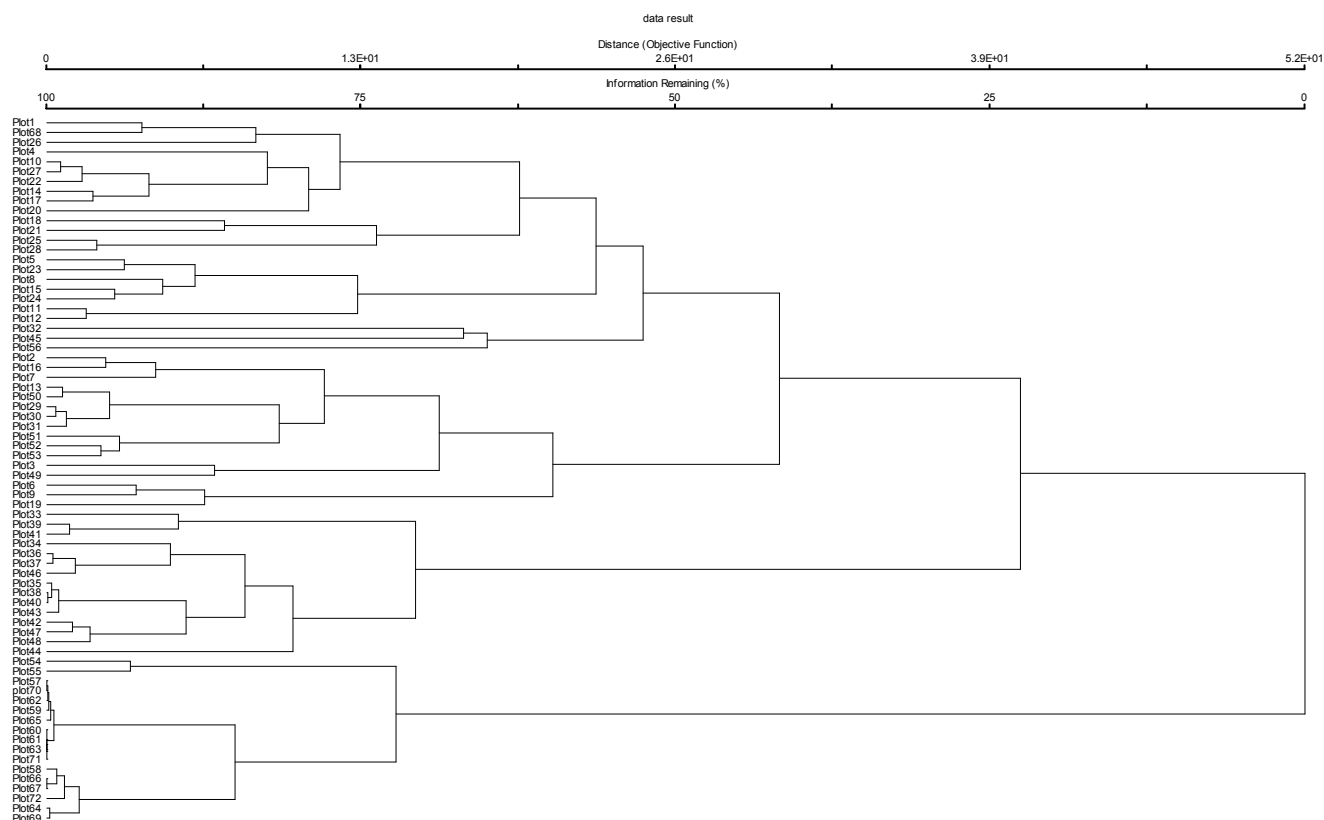 data result
Distance (Objective Function)
0 1.3E+01 2.6E+01 3.9E+01 5.2E+01
Information Remaining (%)
100 75 50 25 0
Plot1
Plot68
Plot26
Plot4
Plot10
Plot27
Plot22
Plot14
Plot17
Plot20
Plot18
Plot21
Plot25
Plot28
Plot5
Plot23
Plot8
Plot15
Plot24
Plot11
Plot12
Plot32
Plot45
Plot56
Plot2
Plot16
Plot7
Plot13
Plot50
Plot29
Plot30
Plot31
Plot51
Plot52
Plot53
Plot3
Plot49
Plot6
Plot9
Plot19
Plot33
Plot39
Plot41
Plot34
Plot36
Plot37
Plot46
Plot35
Plot38
Plot40
Plot43
Plot42
Plot47
Plot48
Plot44
Plot54
Plot55
Plot57
plot70
Plot62
Plot59
Plot65
Plot60
Plot61
Plot63
Plot71
Plot58
Plot66
Plot67
Plot72
Plot64
Plot69